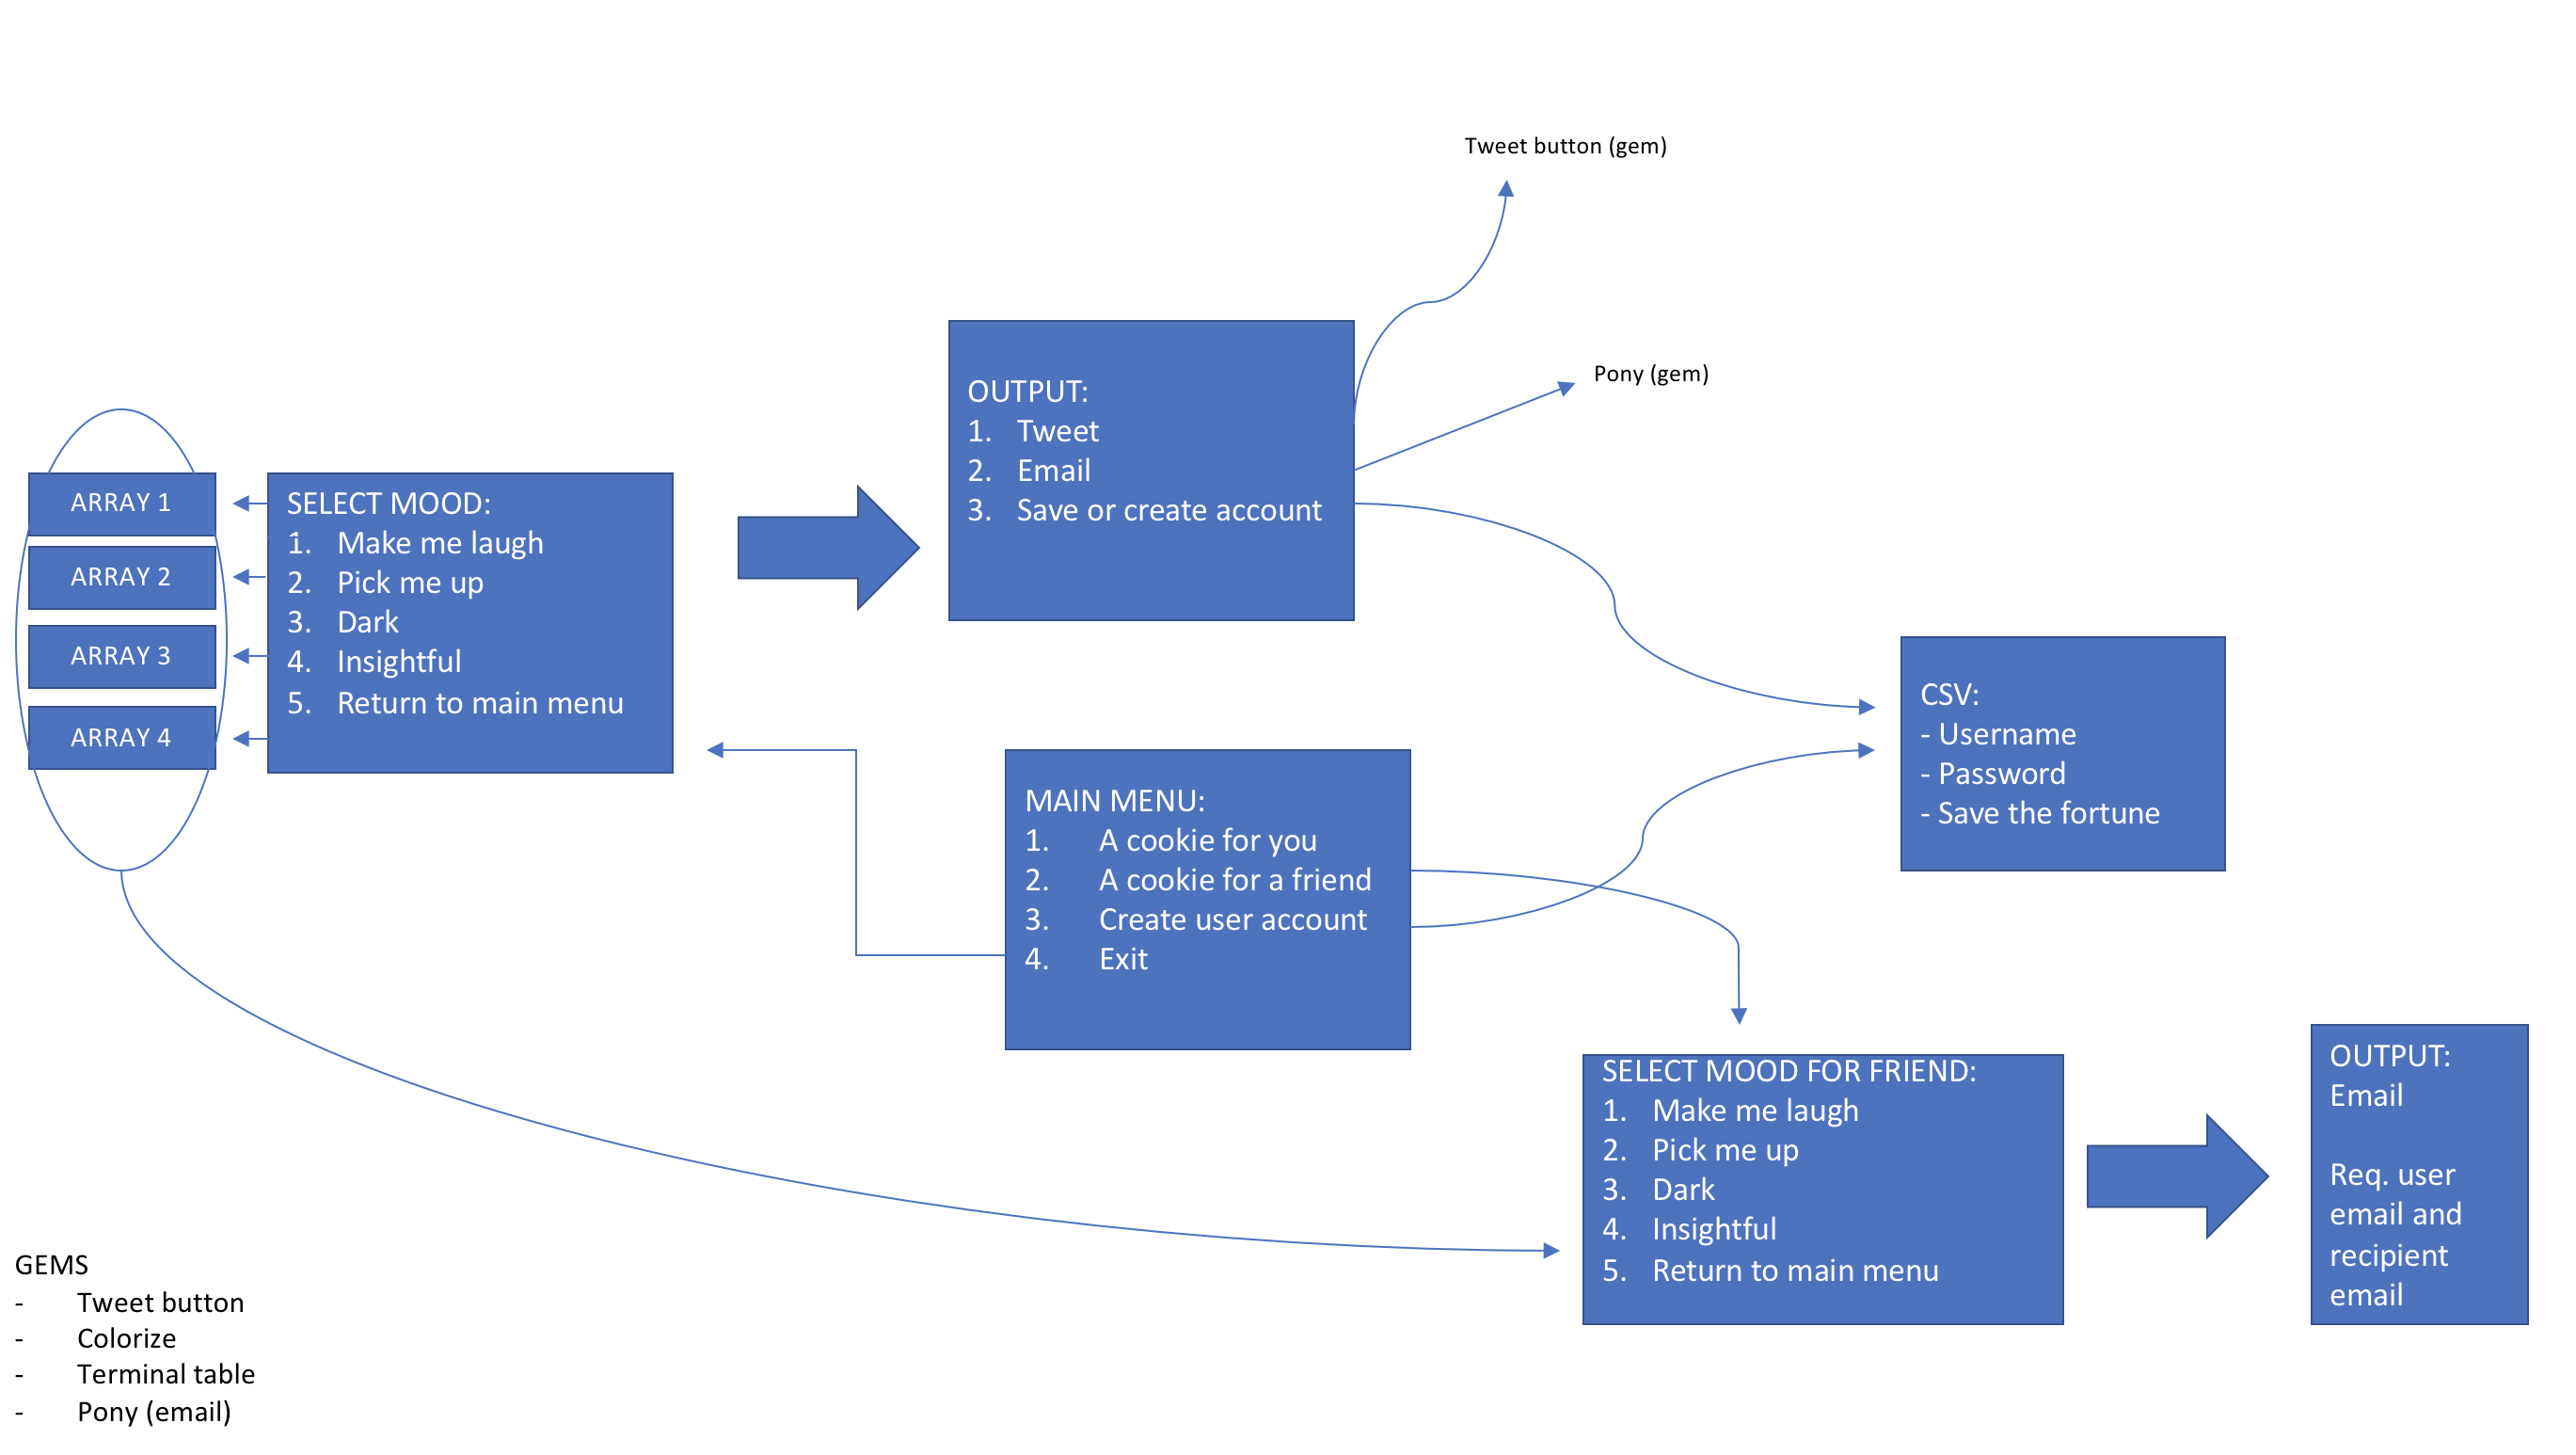 Tweet button (gem)
Pony (gem)
OUTPUT:
1. Tweet
2. Email
3. Save or create account
ARRAY 1
ARRAY 2
ARRAY 3
ARRAY 4
SELECT MOOD:
1. Make me laugh
2. Pick me up
3. Dark
4. Insightful
5. Return to main menu
CSV:
- Username
- Password
- Save the fortune
MAIN MENU:
1. A cookie for you
2. A cookie for a friend
3. Create user account
4. Exit
SELECT MOOD FOR FRIEND:
1. Make me laugh
2. Pick me up
3. Dark
4. Insightful
5. Return to main menu
OUTPUT:
Email
Req. user
email and
recipient
email
GEMS
- Tweet button
- Colorize
- Terminal table
- Pony (email)